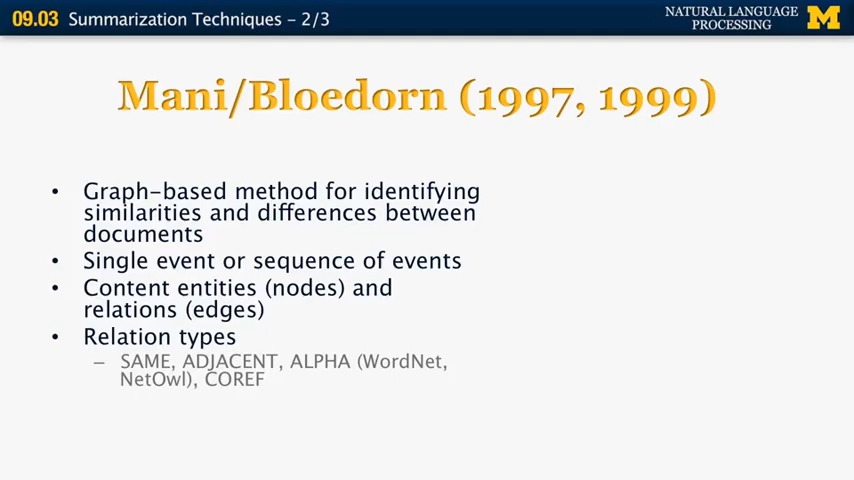 09.03 Summarization Techniques – 2/3
NATURAL LANGUAGE
PROCESSING
M
Mani/Bloedorn (1997, 1999)
• Graph-based method for identifying
similarities and differences between
documents
• Single event or sequence of events
• Content entities (nodes) and
relations (edges)
• Relation types
– SAME, ADJACENT, ALPHA (WordNet,
NetOwl), COREF